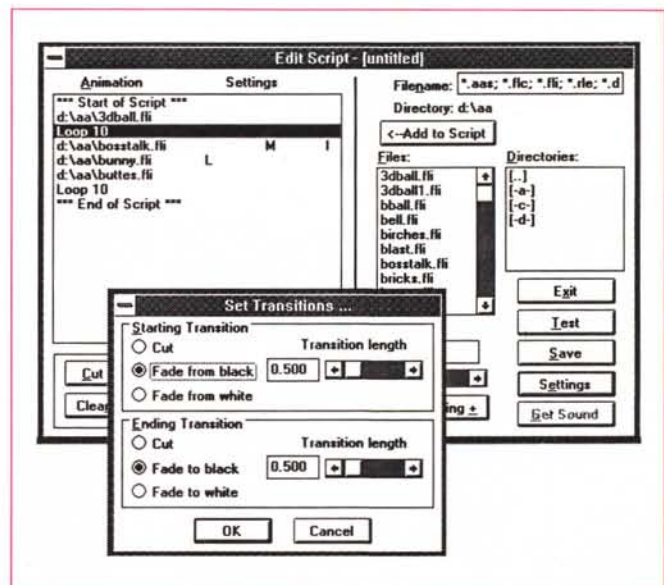 Edit Script - [untitled]
Animation Settings
*** Start of Script ***
d:\aa\3dball.fli
Loop 10
d:\aa\bosstalk.fli M I
d:\aa\bunny.fli L
d:\aa\buttes.fli
Loop 10
*** End of Script ***
Cut
Filename: *.aas; *.flc; *.fli; *.rle; *.d
Directory: d:\aa
<--Add to Script
Files:
3dball.fli
3dball1.fli
bball.fli
bell.fli
birches.fli
blast.fli
bosstalk.fli
bricks.fli
Directories:
[..]
[-a-]
[-c-]
[-d-]
Exit
Test
Save
Settings
Get Sound
Set Transitions ...
Starting Transition
Cut Transition length
Fade from black 0.500
Fade from white
Ending Transition
Cut Transition length
Fade to black 0.500
Fade to white
OK Cancel